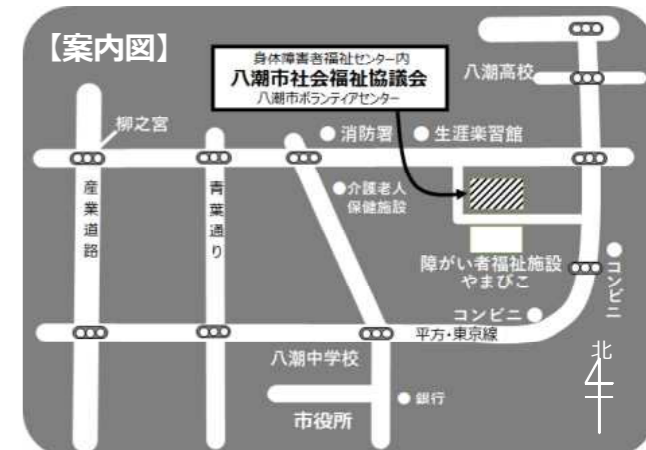 【案内図】
身体障害者福祉センター内
八潮市社会福祉協議会
八潮市ボランティアセンター
八潮高校
柳之宮
消防署
生涯楽習館
産業道路
青葉通り
介護老人
保健施設
障がい者福祉施設
やまびこ
コンビニ
コンビニ
平方・東京線
八潮中学校
銀行
市役所
北